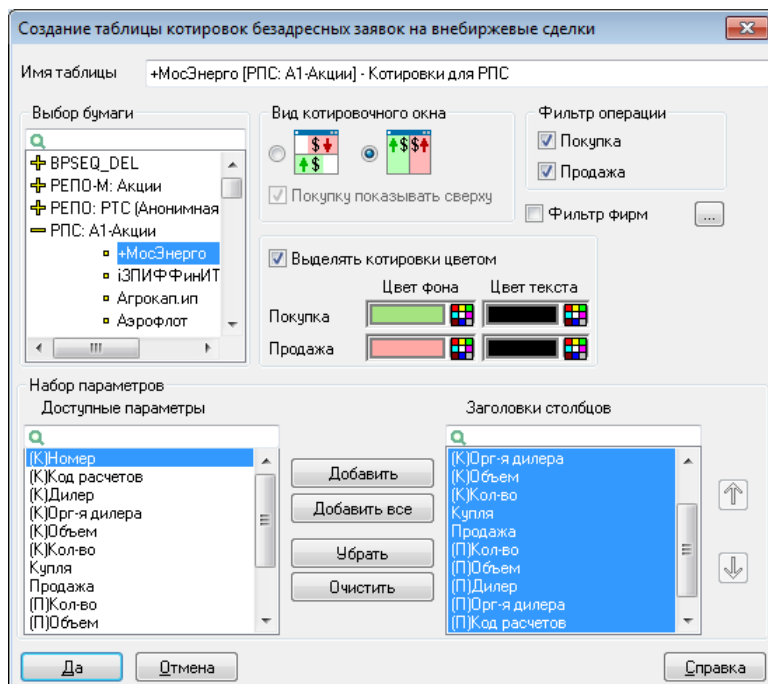 Создание таблицы котировок безадресных заявок на внебиржевые сделки
Имя таблицы
+МосЭнерго [РПС: А1-Акции] - Котировки для РПС
Выбор бумаги
BPSEQ_DEL
РЕПО-М: Акции
РЕПО: РТС (Анонимная
РПС: А1-Акции
+МосЭнерго
iЗПИФФинИТ
Агрокап.ип
Аэрофлот
Вид котировочного окна
Покупку показывать сверху
Фильтр операции
Покупка
Продажа
Фильтр фирм
...
Выделять котировки цветом
Цвет фона Цвет текста
Покупка
Продажа
Набор параметров
Доступные параметры
(К)Номер
(К)Код расчетов
(К)Дилер
(К)Орг-я дилера
(К)Объем
(К)Кол-во
Купля
Продажа
(П)Кол-во
(П)Объем
Добавить
Добавить все
Убрать
Очистить
Заголовки столбцов
(К)Орг-я дилера
(К)Объем
(К)Кол-во
Купля
Продажа
(П)Кол-во
(П)Объем
(П)Дилер
(П)Орг-я дилера
(П)Код расчетов
Да
Отмена
Справка